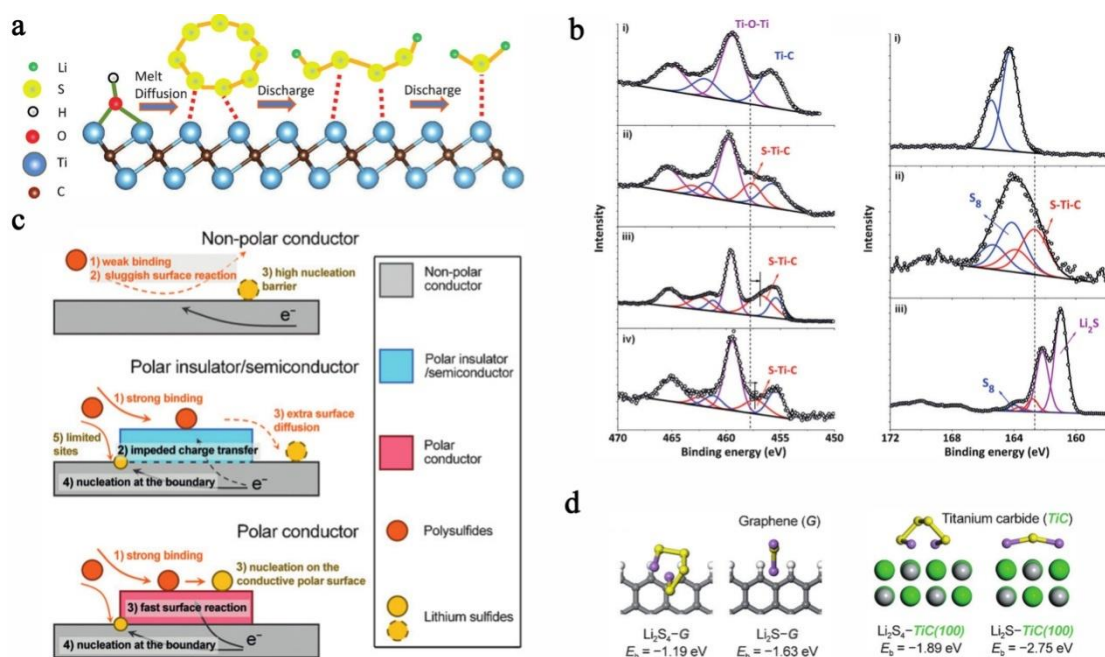 a
Li
S
H
O
Ti
C
Melt
Diffusion
Discharge
Discharge
b
i)
Ti-O-Ti
Ti-C
ii)
S-Ti-C
iii)
S-Ti-C
iv)
S-Ti-C
Intensity
470 465 460 455 450
Binding energy (eV)
i)
ii)
S₈
S-Ti-C
iii)
Li₂S
S₈
Intensity
172 168 164 160
Binding energy (eV)
c
Non-polar conductor
1) weak binding
2) sluggish surface reaction
3) high nucleation
barrier
e⁻
Polar insulator/semiconductor
1) strong binding
3) extra surface
diffusion
5) limited
sites
2) impeded charge transfer
4) nucleation at the boundary
e⁻
Polar conductor
1) strong binding
3) nucleation on the
conductive polar surface
3) fast surface reaction
4) nucleation at the boundary
e⁻
Non-polar
conductor
Polar insulator
/semiconductor
Polar
conductor
Polysulfides
Lithium sulfides
d
Graphene (G)
Li₂S₄–G
E_b = −1.19 eV
Li₂S–G
E_b = −1.63 eV
Titanium carbide (TiC)
Li₂S₄–TiC(100)
E_b = −1.89 eV
Li₂S–TiC(100)
E_b = −2.75 eV